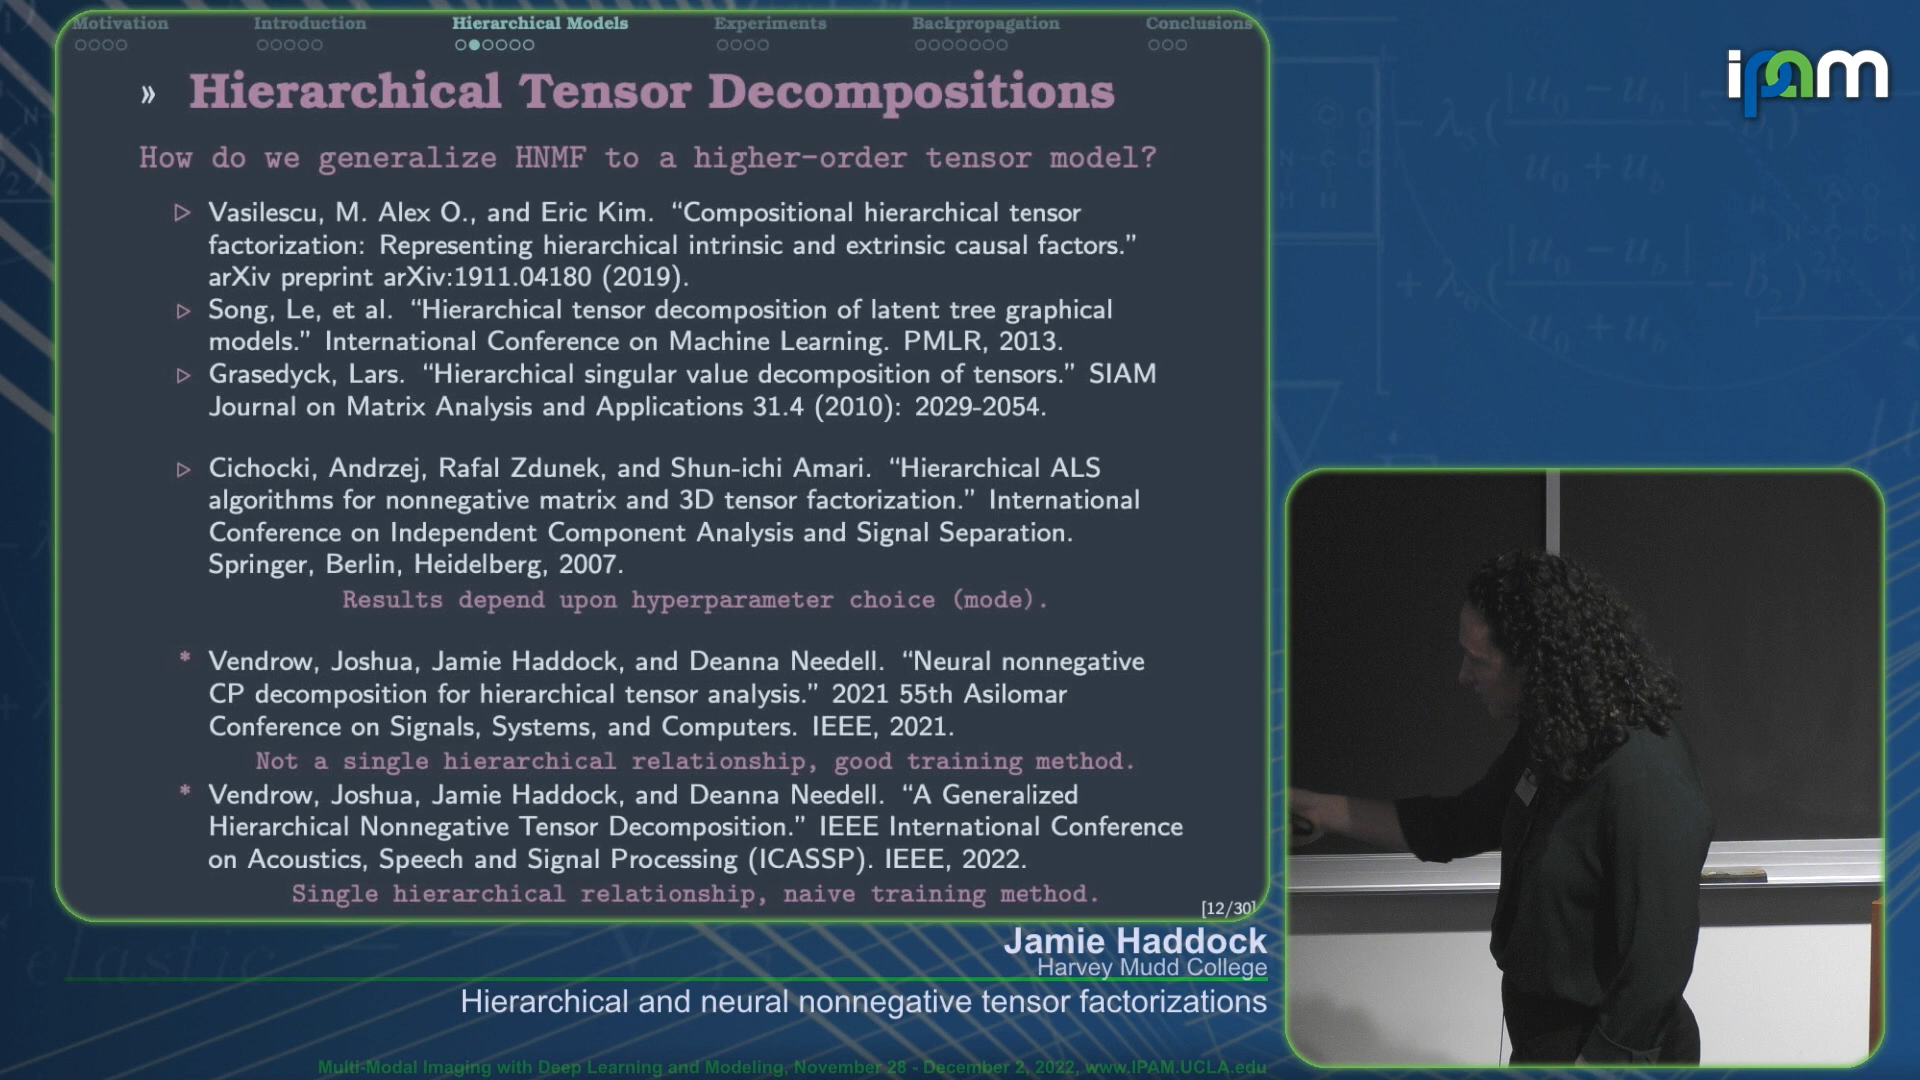 Motivation Introduction Hierarchical Models Experiments Backpropagation Conclusions
» Hierarchical Tensor Decompositions
How do we generalize HNMF to a higher-order tensor model?
▷ Vasilescu, M. Alex O., and Eric Kim. “Compositional hierarchical tensor
factorization: Representing hierarchical intrinsic and extrinsic causal factors.”
arXiv preprint arXiv:1911.04180 (2019).
▷ Song, Le, et al. “Hierarchical tensor decomposition of latent tree graphical
models.” International Conference on Machine Learning. PMLR, 2013.
▷ Grasedyck, Lars. “Hierarchical singular value decomposition of tensors.” SIAM
Journal on Matrix Analysis and Applications 31.4 (2010): 2029-2054.
▷ Cichocki, Andrzej, Rafal Zdunek, and Shun-ichi Amari. “Hierarchical ALS
algorithms for nonnegative matrix and 3D tensor factorization.” International
Conference on Independent Component Analysis and Signal Separation.
Springer, Berlin, Heidelberg, 2007.
Results depend upon hyperparameter choice (mode).
* Vendrow, Joshua, Jamie Haddock, and Deanna Needell. “Neural nonnegative
CP decomposition for hierarchical tensor analysis.” 2021 55th Asilomar
Conference on Signals, Systems, and Computers. IEEE, 2021.
Not a single hierarchical relationship, good training method.
* Vendrow, Joshua, Jamie Haddock, and Deanna Needell. “A Generalized
Hierarchical Nonnegative Tensor Decomposition.” IEEE International Conference
on Acoustics, Speech and Signal Processing (ICASSP). IEEE, 2022.
Single hierarchical relationship, naive training method.
[12/30]
ipam
Jamie Haddock
Harvey Mudd College
Hierarchical and neural nonnegative tensor factorizations
Multi-Modal Imaging with Deep Learning and Modeling, November 28 - December 2, 2022, www.IPAM.UCLA.edu